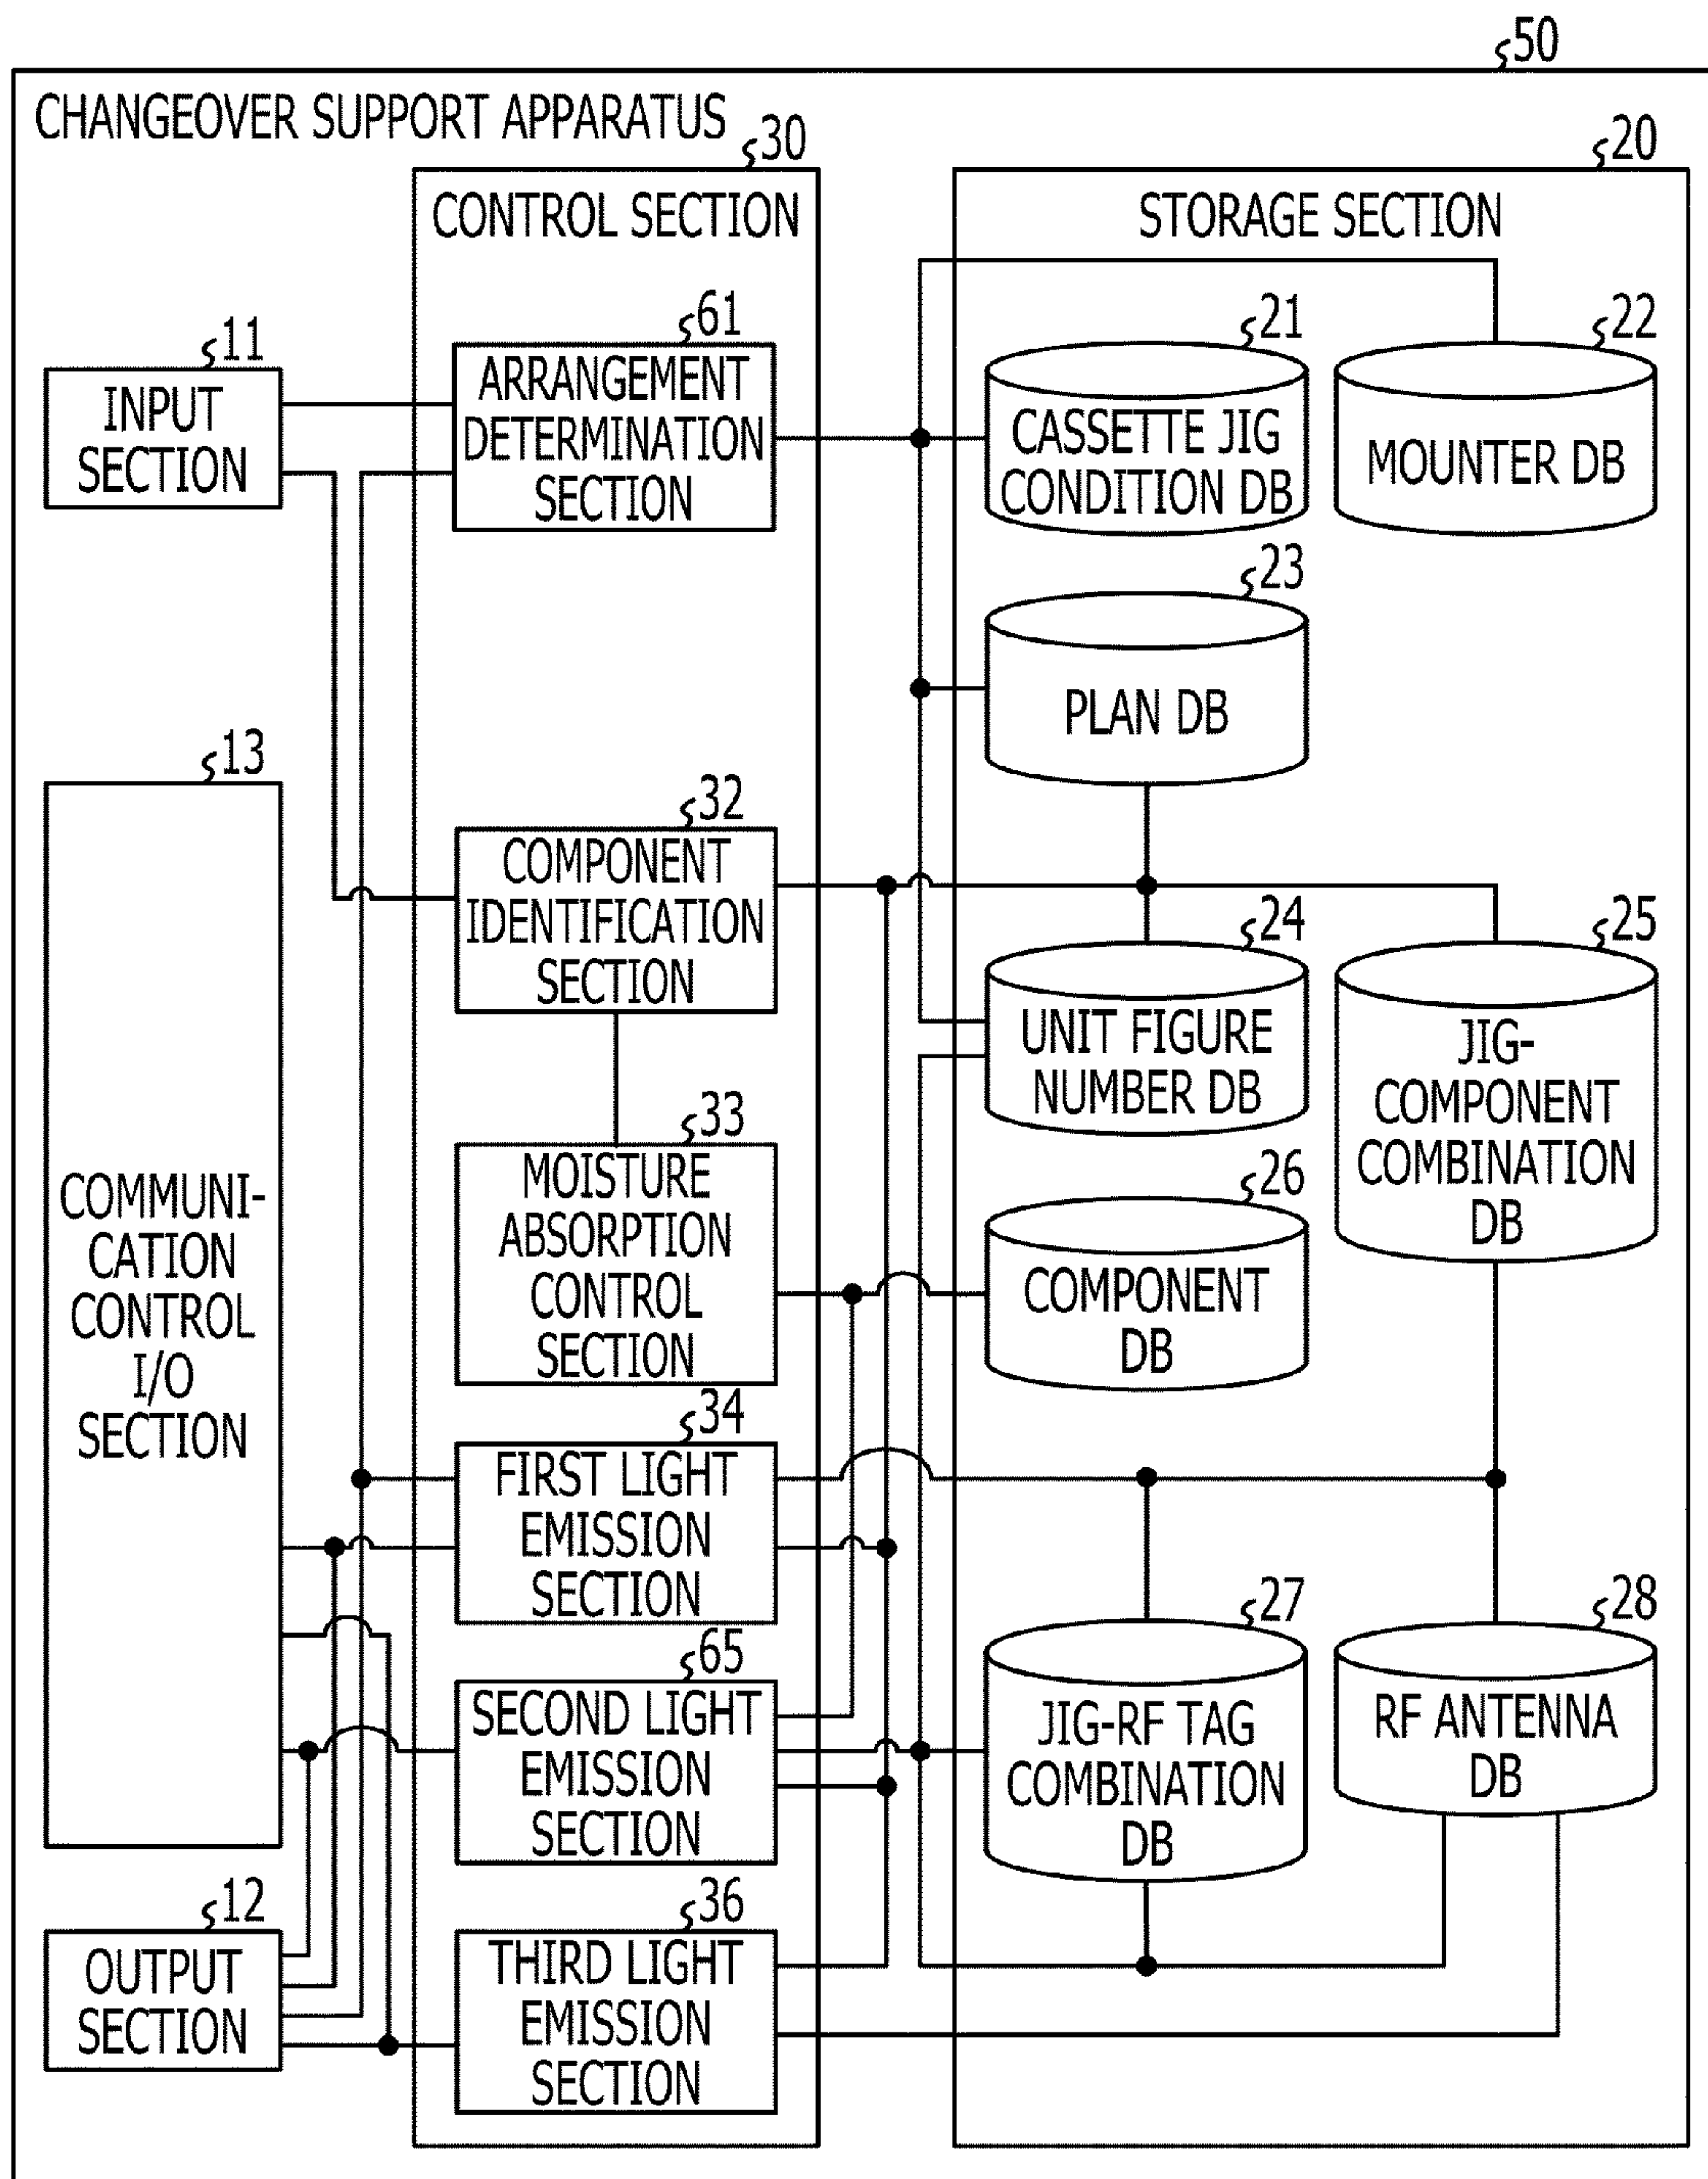 50
CHANGEOVER SUPPORT APPARATUS
30
CONTROL SECTION
20
STORAGE SECTION
11
INPUT
SECTION
61
ARRANGEMENT
DETERMINATION
SECTION
21
CASSETTE JIG
CONDITION DB
22
MOUNTER DB
23
PLAN DB
13
COMMUNI-
CATION
CONTROL
I/O
SECTION
32
COMPONENT
IDENTIFICATION
SECTION
24
UNIT FIGURE
NUMBER DB
25
JIG-
COMPONENT
COMBINATION
DB
33
MOISTURE
ABSORPTION
CONTROL
SECTION
26
COMPONENT
DB
34
FIRST LIGHT
EMISSION
SECTION
65
SECOND LIGHT
EMISSION
SECTION
27
JIG-RF TAG
COMBINATION
DB
28
RF ANTENNA
DB
12
OUTPUT
SECTION
36
THIRD LIGHT
EMISSION
SECTION